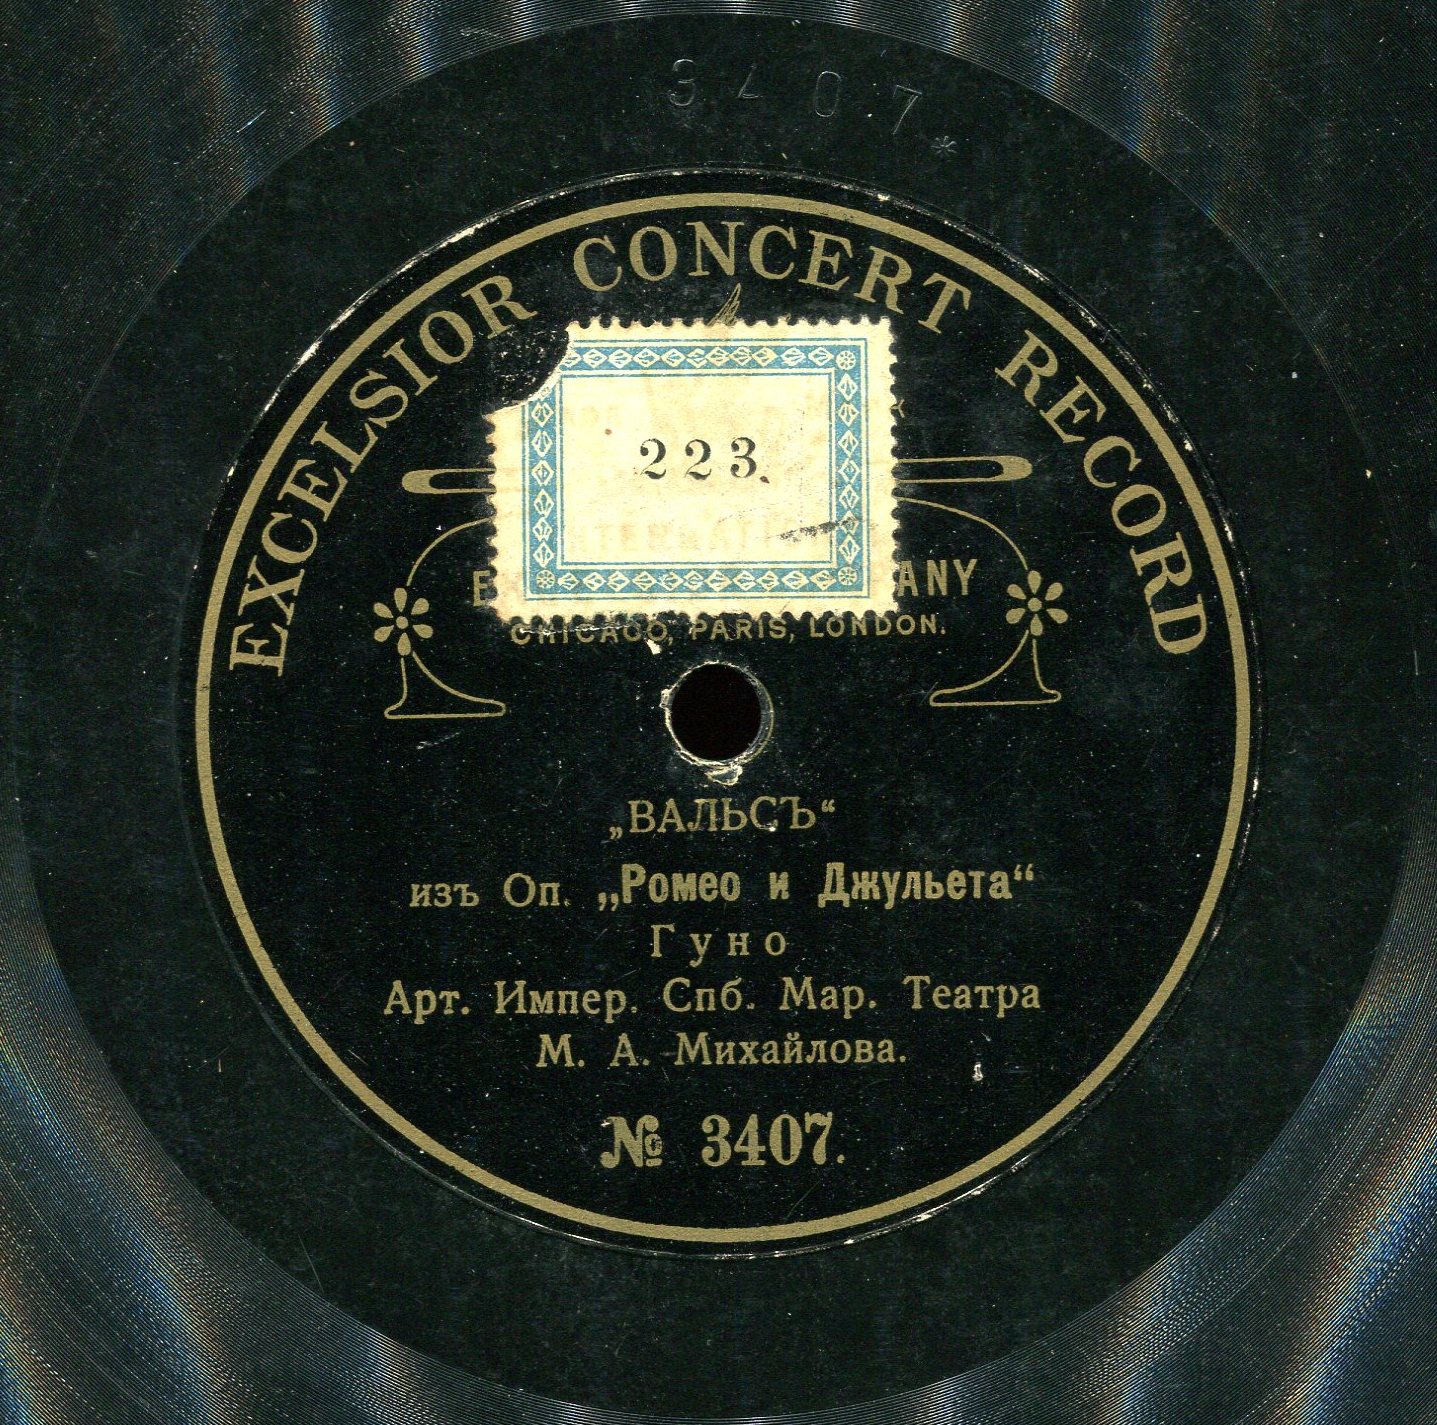 3407*
EXCELSIOR CONCERT RECORD
223.
ANY
CHICAGO, PARIS, LONDON.
„ВАЛЬСЪ“
изъ Оп. „Ромео и Джульета“
Гуно
Арт. Импер. Спб. Мар. Театра
М. А. Михайлова.
№ 3407.